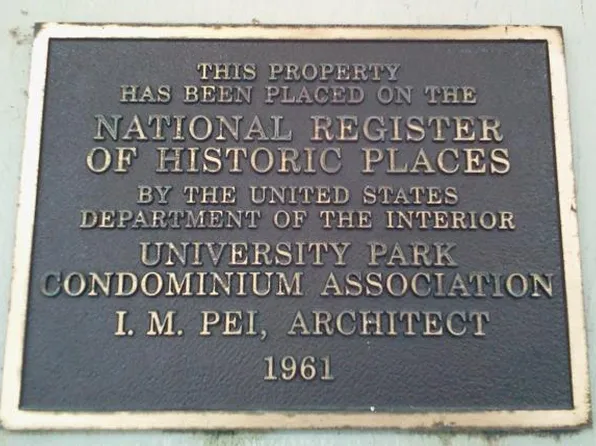 THIS PROPERTY
HAS BEEN PLACED ON THE
NATIONAL REGISTER
OF HISTORIC PLACES
BY THE UNITED STATES
DEPARTMENT OF THE INTERIOR
UNIVERSITY PARK
CONDOMINIUM ASSOCIATION
I. M. PEI, ARCHITECT
1961